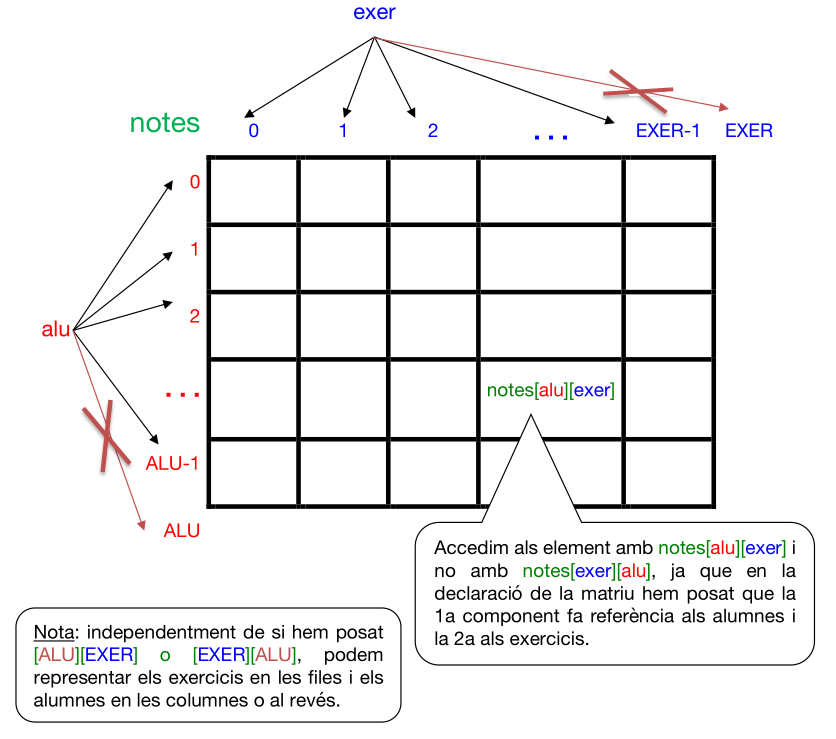 exer
notes
0 1 2 ... EXER-1 EXER
0
1
2
alu
notes[alu][exer]
...
ALU-1
ALU
Accedim als element amb notes[alu][exer] i
no amb notes[exer][alu], ja que en la
declaració de la matriu hem posat que la
1a component fa referència als alumnes i
la 2a als exercicis.
Nota: independentment de si hem posat
[ALU][EXER] o [EXER][ALU], podem
representar els exercicis en les files i els
alumnes en les columnes o al revés.